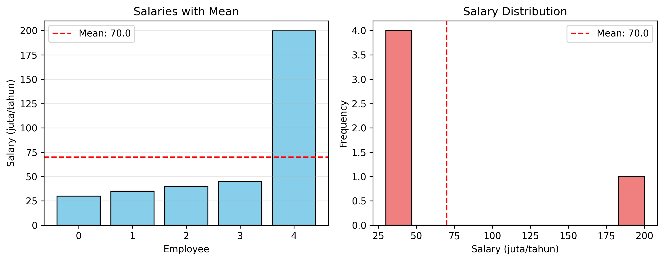 Salaries with Mean
Mean: 70.0
200
175
150
125
100
75
50
25
0
Salary (juta/tahun)
0 1 2 3 4
Employee
Salary Distribution
Mean: 70.0
4.0
3.5
3.0
2.5
2.0
1.5
1.0
0.5
0.0
Frequency
25 50 75 100 125 150 175 200
Salary (juta/tahun)